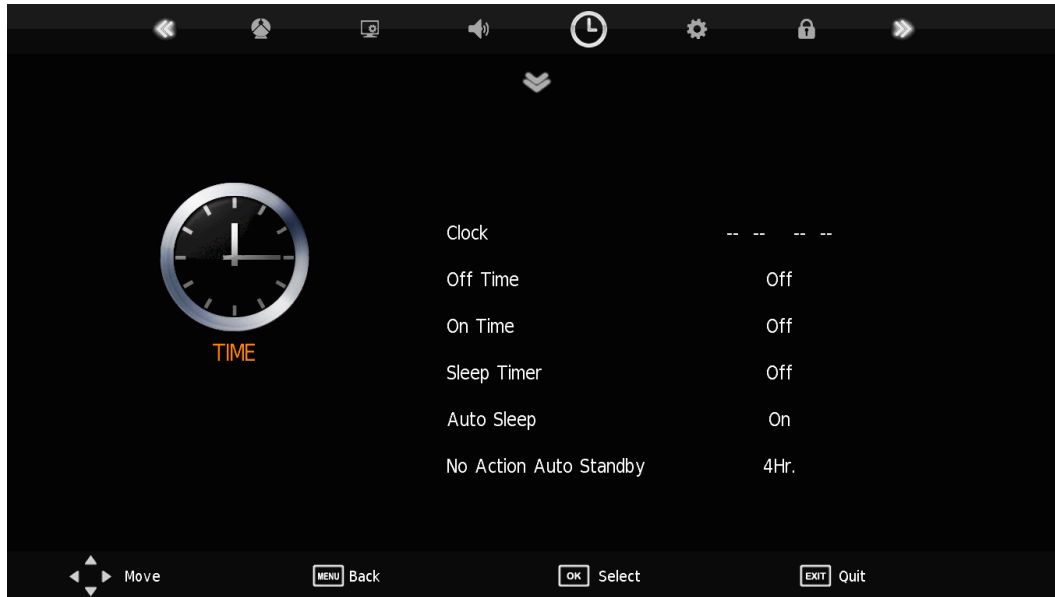 Clock -- -- -- --
Off Time Off
On Time Off
TIME
Sleep Timer Off
Auto Sleep On
No Action Auto Standby 4Hr.
Move MENU Back OK Select EXIT Quit